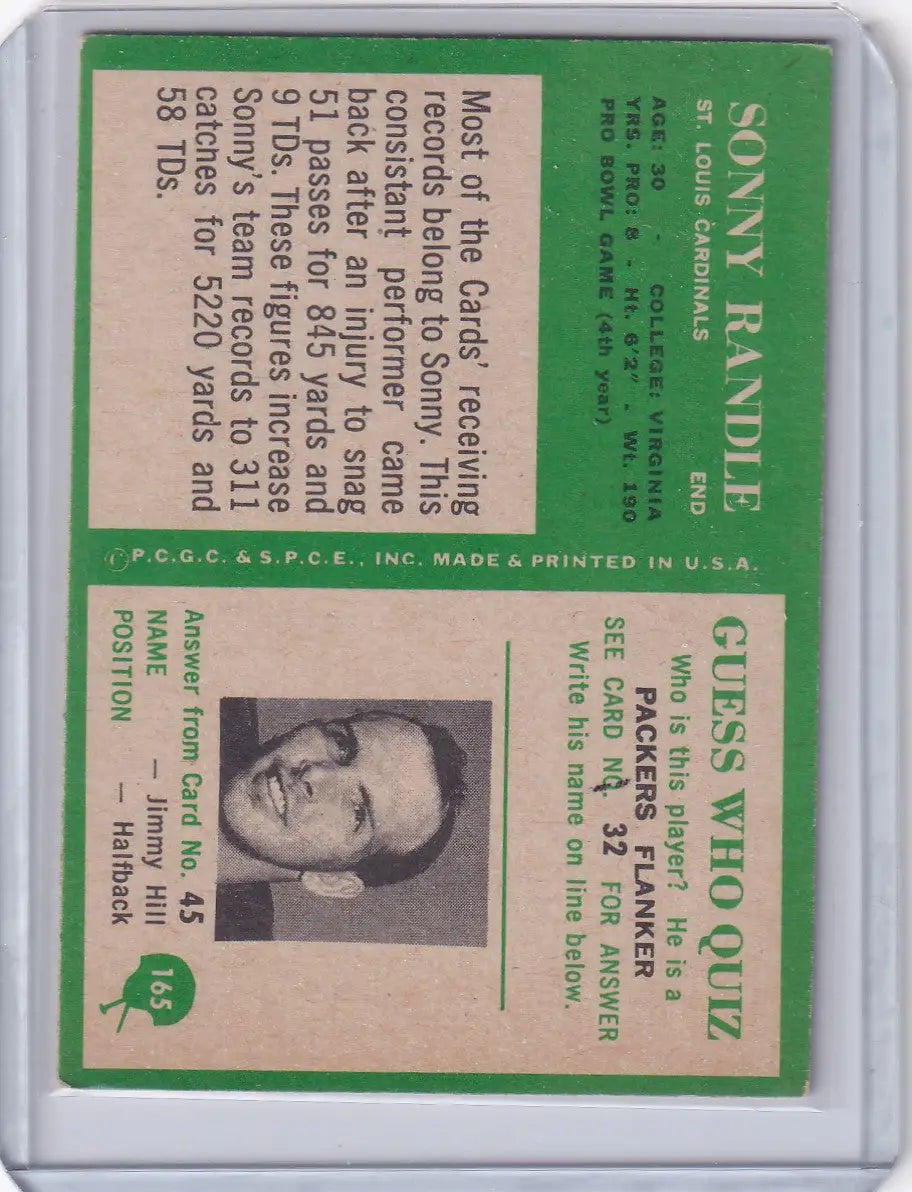 SONNY RANDLE
ST. LOUIS CARDINALS END
AGE: 30 - COLLEGE: VIRGINIA
YRS. PRO: 8 - Ht. 6'2" - Wt. 190
PRO BOWL GAME (4th year)
Most of the Cards' receiving
records belong to Sonny. This
consistant performer came
back after an injury to snag
51 passes for 845 yards and
9 TDs. These figures increase
Sonny's team records to 311
catches for 5220 yards and
58 TDs.
©P.C.G.C. & S.P.C.E., INC. MADE & PRINTED IN U.S.A.
GUESS WHO QUIZ
Who is this player? He is a
PACKERS FLANKER
SEE CARD NO. 32 FOR ANSWER
Write his name on line below.
Answer from Card No. 45
NAME — Jimmy Hill
POSITION — Halfback
165